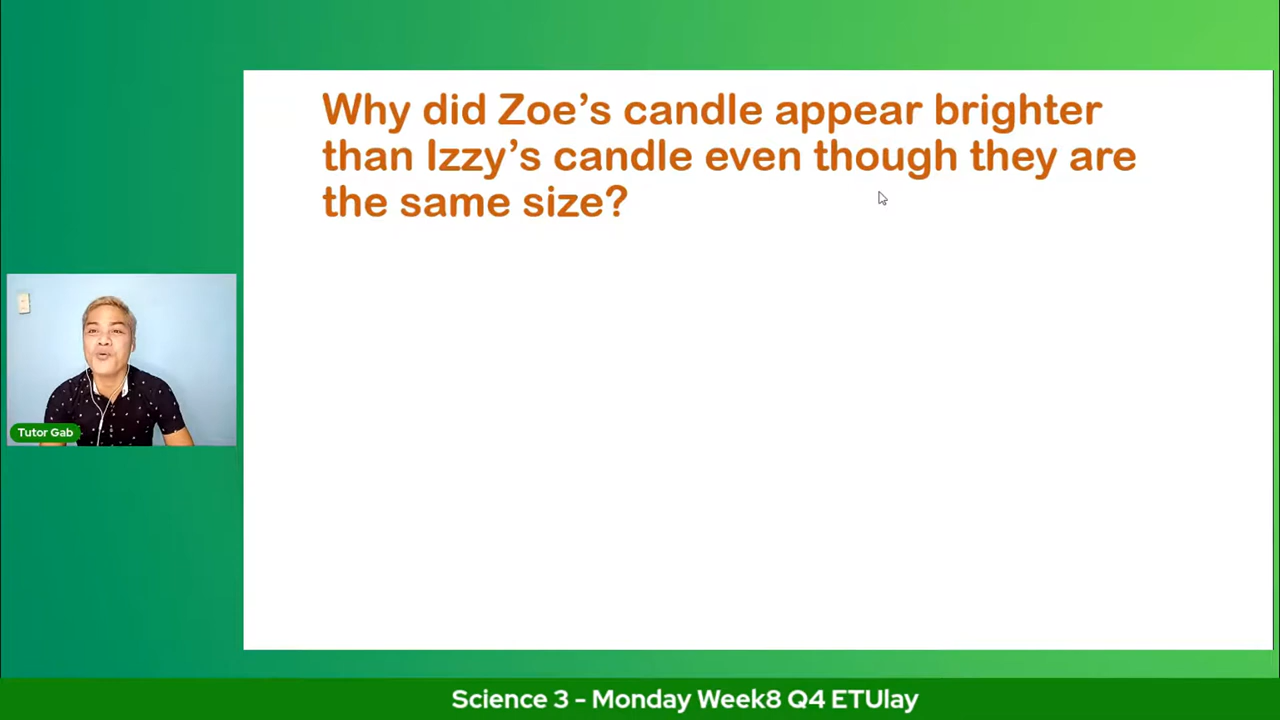 Why did Zoe's candle appear brighter
than Izzy's candle even though they are
the same size?
Tutor Gab
Science 3 - Monday Week8 Q4 ETUlay